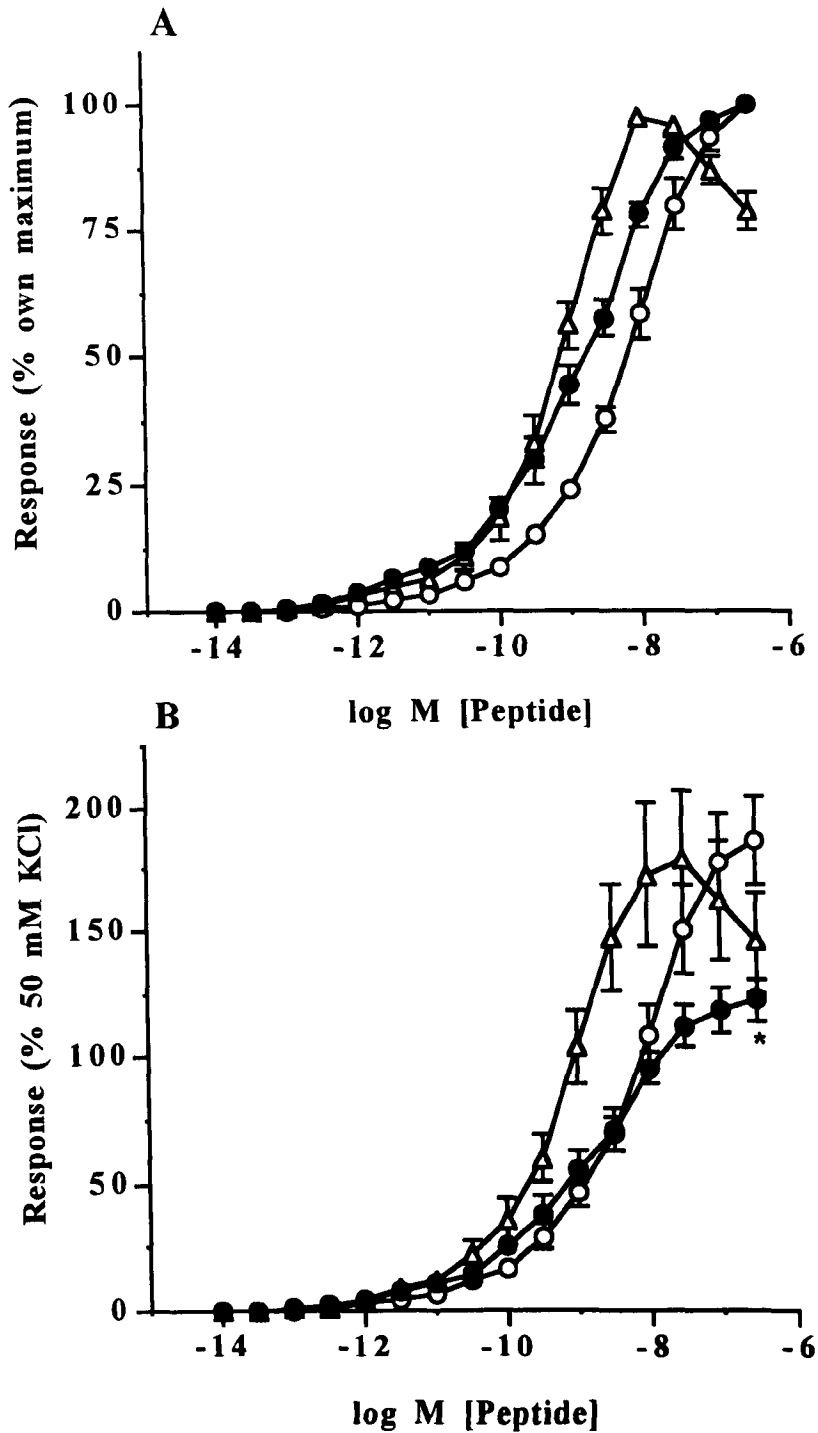 A
Response (% own maximum)
100
75
50
25
0
-14 -12 -10 -8 -6
log M [Peptide]
B
Response (% 50 mM KCl)
200
150
100
50
0
*
-14 -12 -10 -8 -6
log M [Peptide]